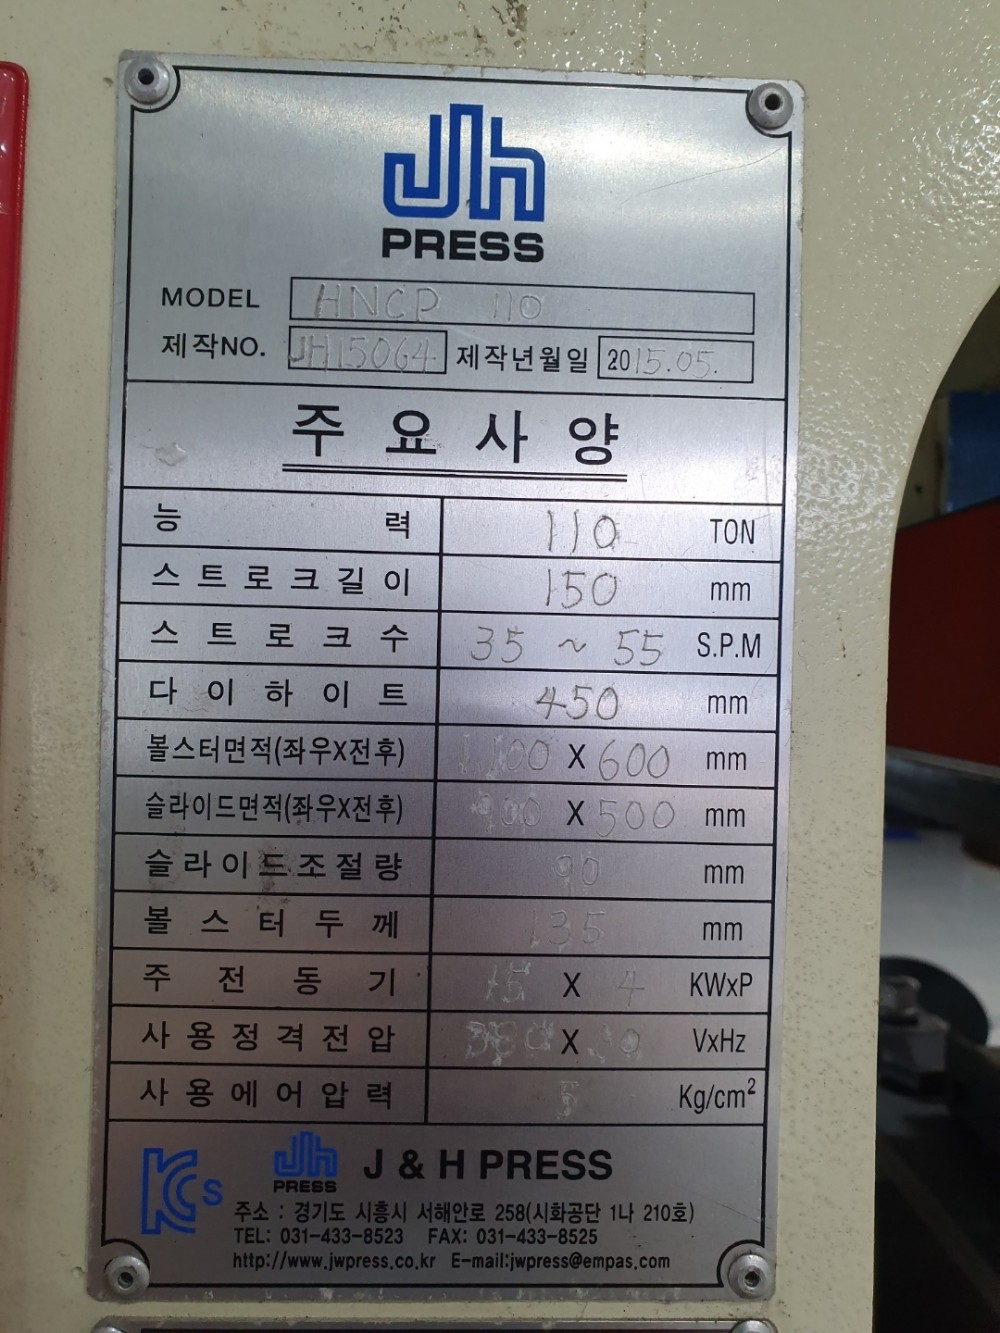 Jh
PRESS
MODEL HNCP 110
제작NO. JH15064 제작년월일 2015.05.
주요사양
능력 110 TON
스트로크길이 150 mm
스트로크수 35 ~ 55 S.P.M
다이하이트 450 mm
볼스터면적(좌우X전후) 1,100 X 600 mm
슬라이드면적(좌우X전후) 900 X 500 mm
슬라이드조절량 90 mm
볼스터두께 135 mm
주전동기 15 X 4 KWxP
사용정격전압 380 X KVxHz
사용에어압력 5 Kg/cm²
KCs Jh PRESS J & H PRESS
주소 : 경기도 시흥시 서해안로 258(시화공단 1나 210호)
TEL: 031-433-8523 FAX: 031-433-8525
http://www.jwpress.co.kr E-mail:jwpress@empas.com